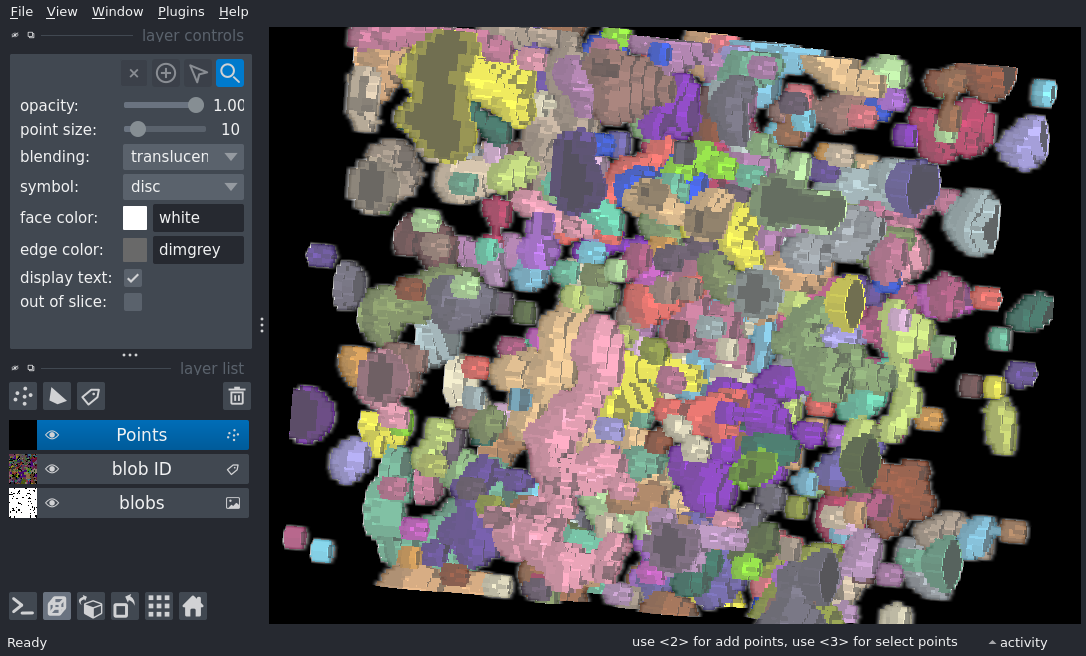 File View Window Plugins Help
layer controls
opacity: 1.00
point size: 10
blending: translucen
symbol: disc
face color: white
edge color: dimgrey
display text:
out of slice:
layer list
Points
blob ID
blobs
Ready
use <2> for add points, use <3> for select points
activity